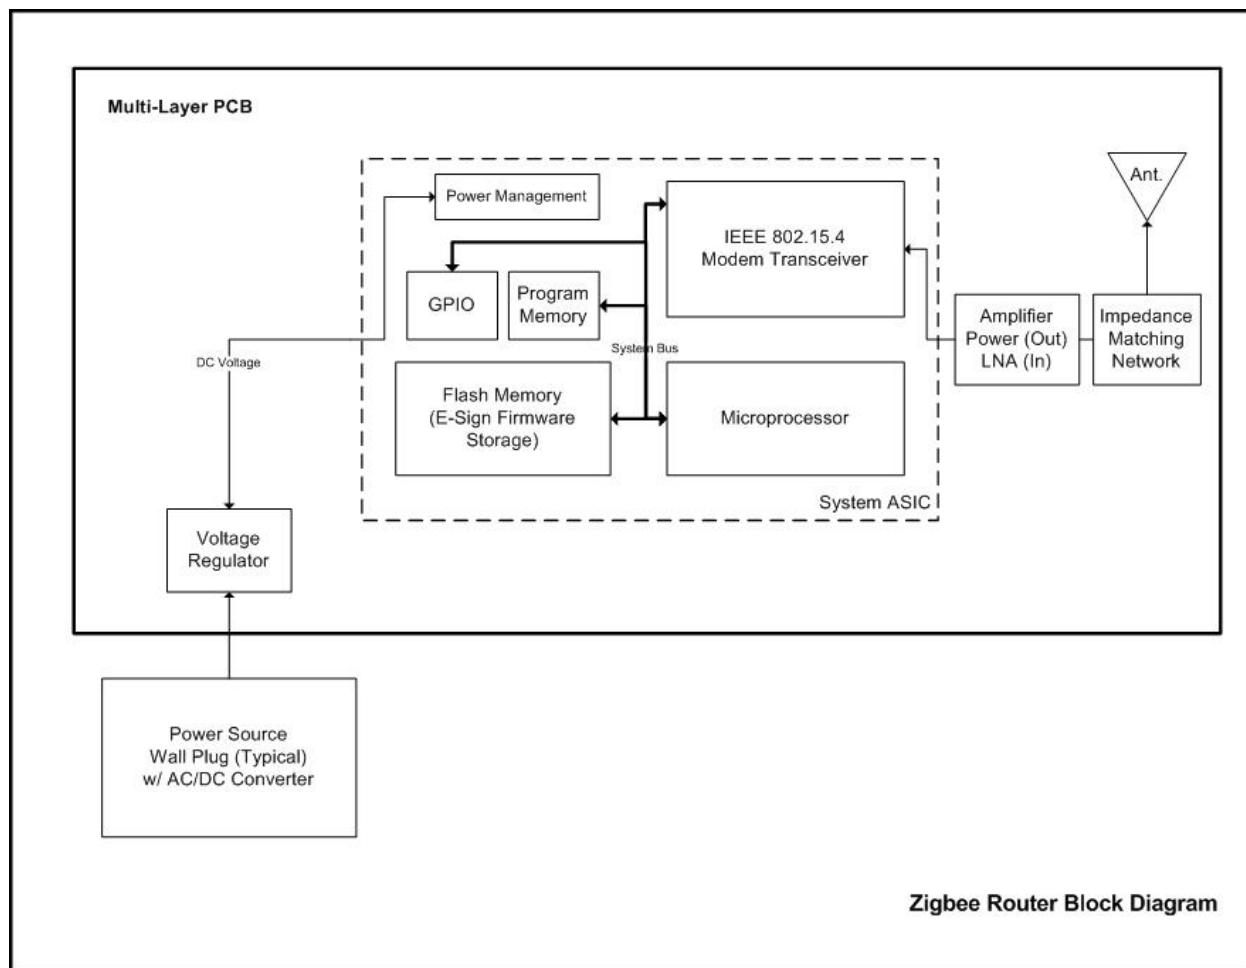 Multi-Layer PCB
Ant.
Power Management
IEEE 802.15.4
Modem Transceiver
GPIO
Program
Memory
Amplifier
Power (Out)
LNA (In)
Impedance
Matching
Network
System Bus
DC Voltage
Flash Memory
(E-Sign Firmware
Storage)
Microprocessor
System ASIC
Voltage
Regulator
Power Source
Wall Plug (Typical)
w/ AC/DC Converter
Zigbee Router Block Diagram